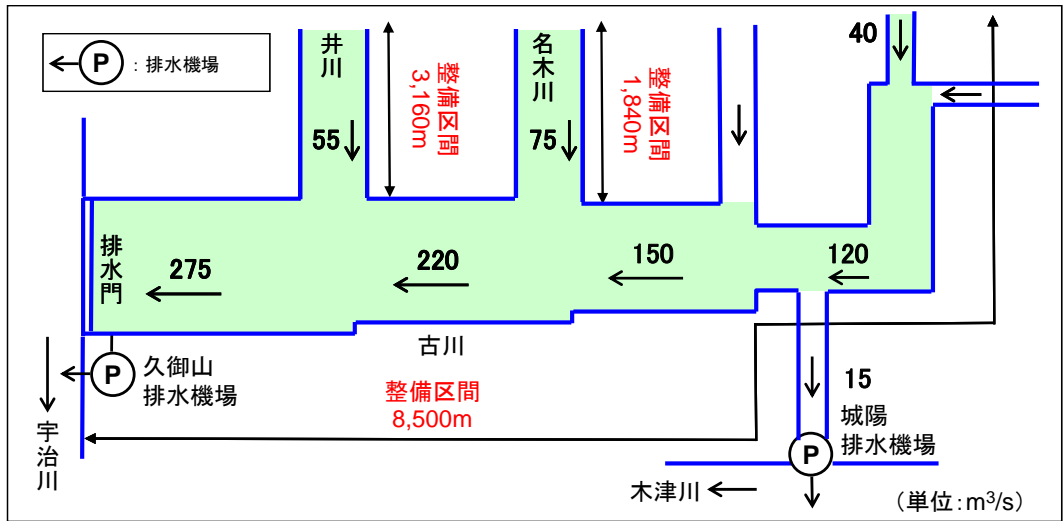 P：排水機場
井川
名木川
整備区間
3,160m
整備区間
1,840m
40
55
75
排水門
275
220
150
120
古川
P
久御山
排水機場
整備区間
8,500m
15
城陽
排水機場
P
宇治川
木津川
（単位：m³/s）